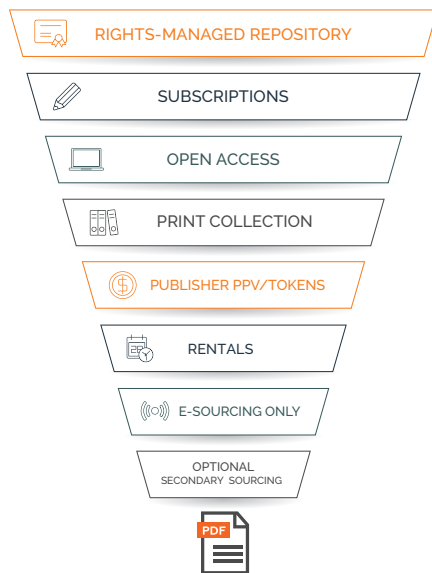 RIGHTS-MANAGED REPOSITORY
SUBSCRIPTIONS
OPEN ACCESS
PRINT COLLECTION
PUBLISHER PPV/TOKENS
RENTALS
E-SOURCING ONLY
OPTIONAL
SECONDARY SOURCING
PDF